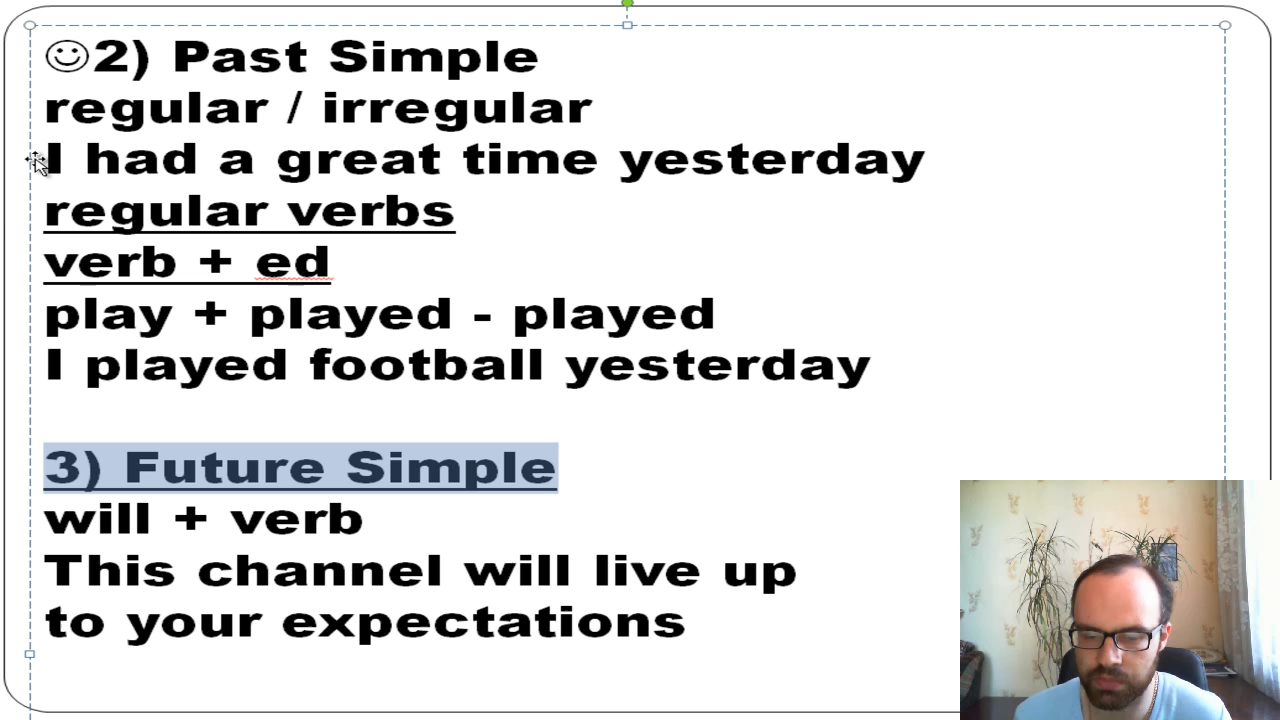 ☺2) Past Simple
regular / irregular
I had a great time yesterday
regular verbs
verb + ed
play + played - played
I played football yesterday
3) Future Simple
will + verb
This channel will live up
to your expectations